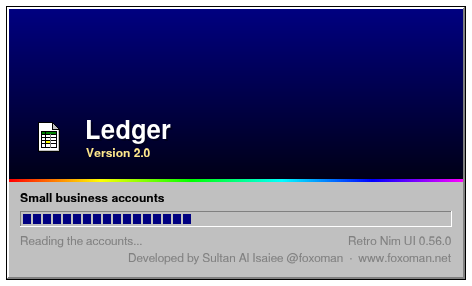 Ledger
Version 2.0
Small business accounts
Reading the accounts... Retro Nim UI 0.56.0
Developed by Sultan Al Isaiee @foxoman · www.foxoman.net